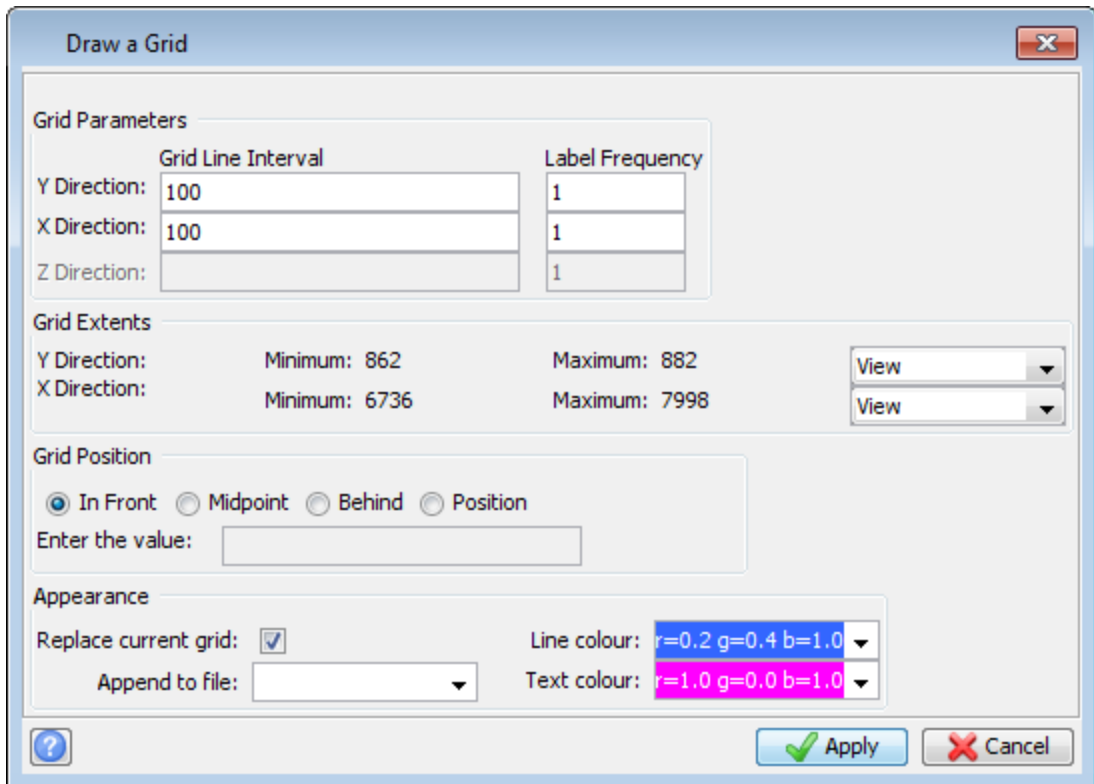 Draw a Grid
Grid Parameters
Grid Line Interval Label Frequency
Y Direction: 100 1
X Direction: 100 1
Z Direction: 1
Grid Extents
Y Direction: Minimum: 862 Maximum: 882 View
X Direction: Minimum: 6736 Maximum: 7998 View
Grid Position
In Front Midpoint Behind Position
Enter the value:
Appearance
Replace current grid: Line colour: r=0.2 g=0.4 b=1.0
Append to file: Text colour: r=1.0 g=0.0 b=1.0
? Apply Cancel